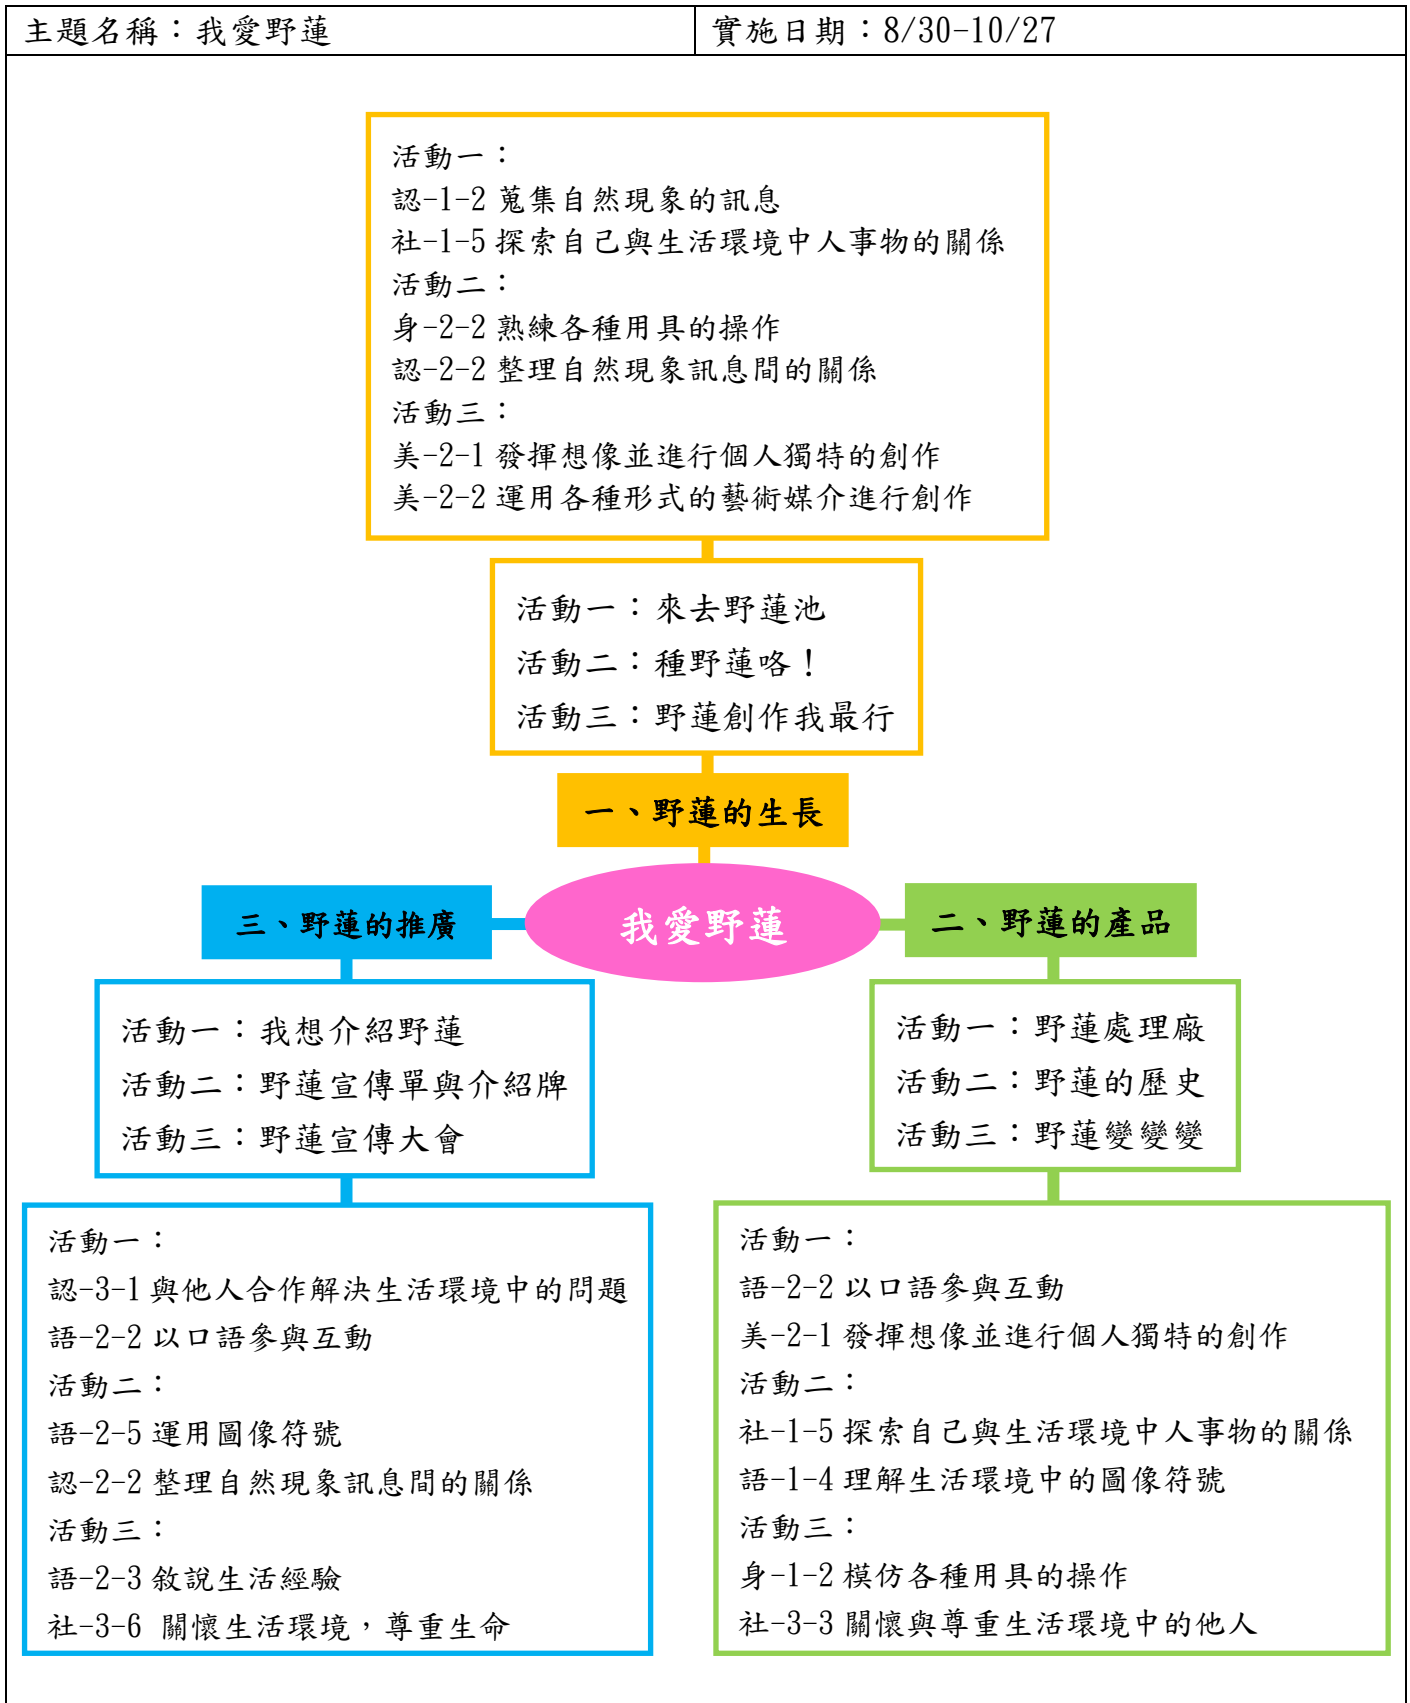 主題名稱：我愛野蓮
實施日期：8/30-10/27
活動一：
認-1-2 蒐集自然現象的訊息
社-1-5 探索自己與生活環境中人事物的關係
活動二：
身-2-2 熟練各種用具的操作
認-2-2 整理自然現象訊息間的關係
活動三：
美-2-1 發揮想像並進行個人獨特的創作
美-2-2 運用各種形式的藝術媒介進行創作
活動一：來去野蓮池
活動二：種野蓮咯！
活動三：野蓮創作我最行
一、野蓮的生長
我愛野蓮
三、野蓮的推廣
活動一：我想介紹野蓮
活動二：野蓮宣傳單與介紹牌
活動三：野蓮宣傳大會
活動一：
認-3-1 與他人合作解決生活環境中的問題
語-2-2 以口語參與互動
活動二：
語-2-5 運用圖像符號
認-2-2 整理自然現象訊息間的關係
活動三：
語-2-3 敘說生活經驗
社-3-6 關懷生活環境，尊重生命
二、野蓮的產品
活動一：野蓮處理廠
活動二：野蓮的歷史
活動三：野蓮變變變
活動一：
語-2-2 以口語參與互動
美-2-1 發揮想像並進行個人獨特的創作
活動二：
社-1-5 探索自己與生活環境中人事物的關係
語-1-4 理解生活環境中的圖像符號
活動三：
身-1-2 模仿各種用具的操作
社-3-3 關懷與尊重生活環境中的他人